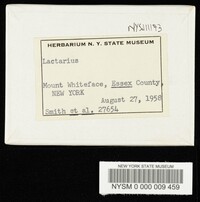 NYSM1193
HERBARIUM N. Y. STATE MUSEUM
Lactarius
Mount Whiteface, Essex County,
NEW YORK
August 27, 1958
Smith et al. 27654
NEW YORK STATE MUSEUM
NYSM 0 000 009 459